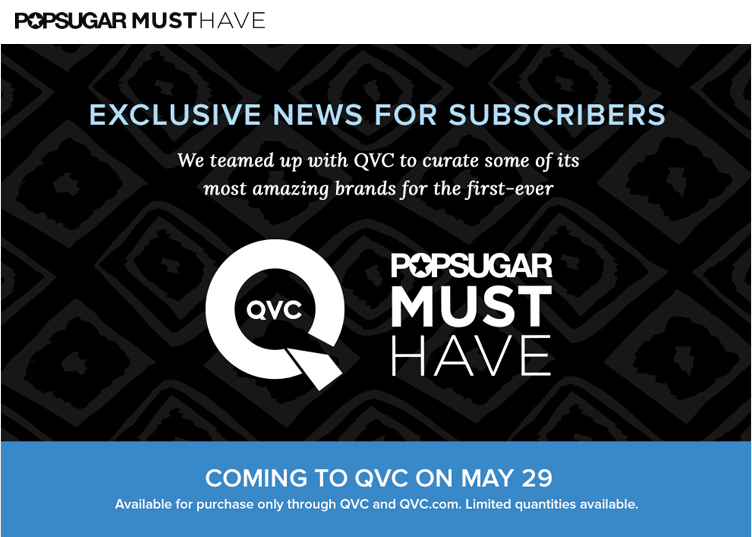 POPSUGAR MUST HAVE
EXCLUSIVE NEWS FOR SUBSCRIBERS
We teamed up with QVC to curate some of its
most amazing brands for the first-ever
QVC
POPSUGAR
MUST
HAVE
COMING TO QVC ON MAY 29
Available for purchase only through QVC and QVC.com. Limited quantities available.